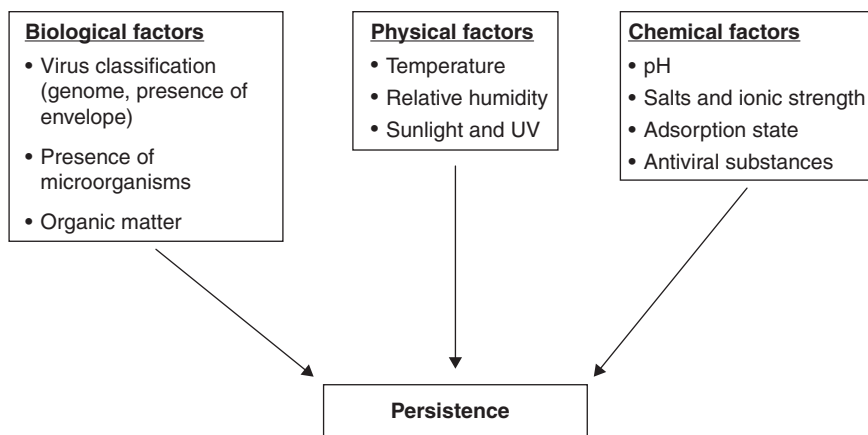 Biological factors
• Virus classification
(genome, presence of
envelope)
• Presence of
microorganisms
• Organic matter
Physical factors
• Temperature
• Relative humidity
• Sunlight and UV
Chemical factors
• pH
• Salts and ionic strength
• Adsorption state
• Antiviral substances
Persistence